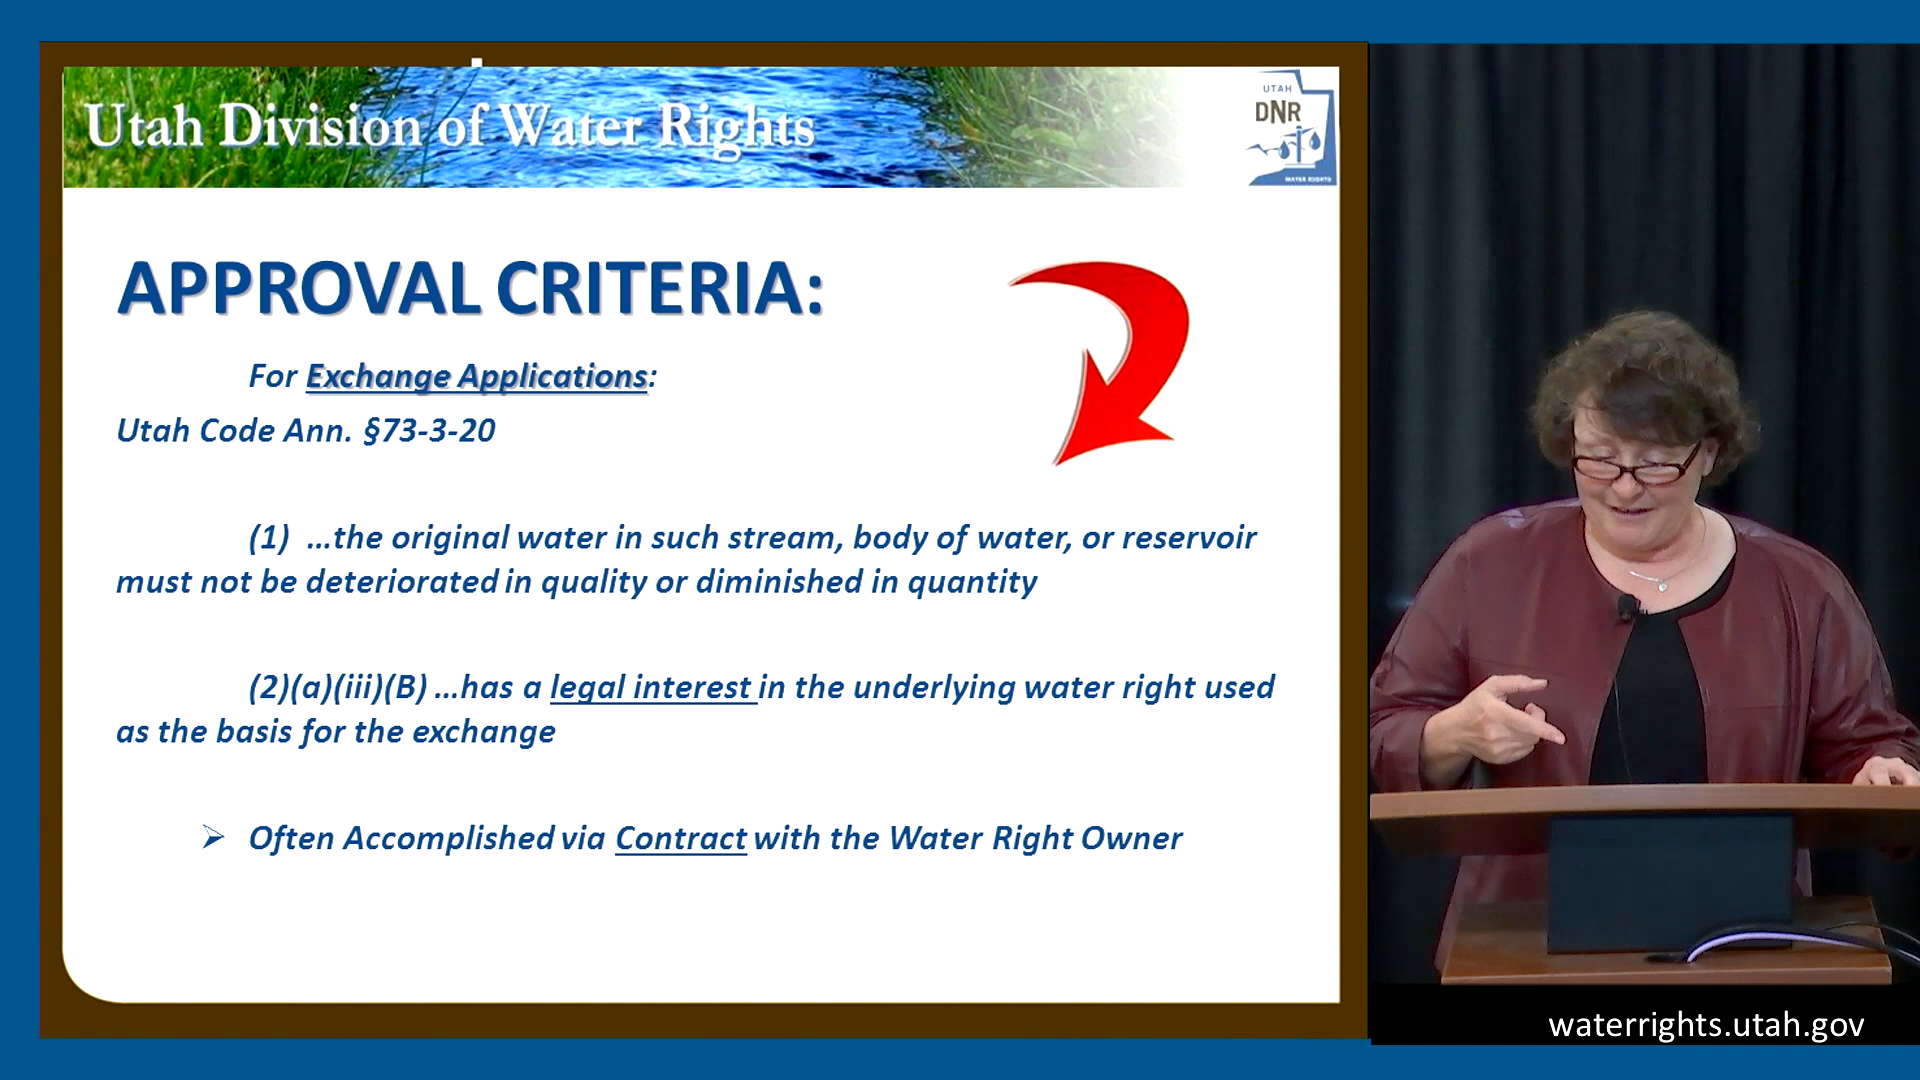 Utah Division of Water Rights
UTAH
DNR
WATER RIGHTS
APPROVAL CRITERIA:
For Exchange Applications:
Utah Code Ann. §73-3-20
(1) ...the original water in such stream, body of water, or reservoir
must not be deteriorated in quality or diminished in quantity
(2)(a)(iii)(B) ...has a legal interest in the underlying water right used
as the basis for the exchange
➢ Often Accomplished via Contract with the Water Right Owner
waterrights.utah.gov